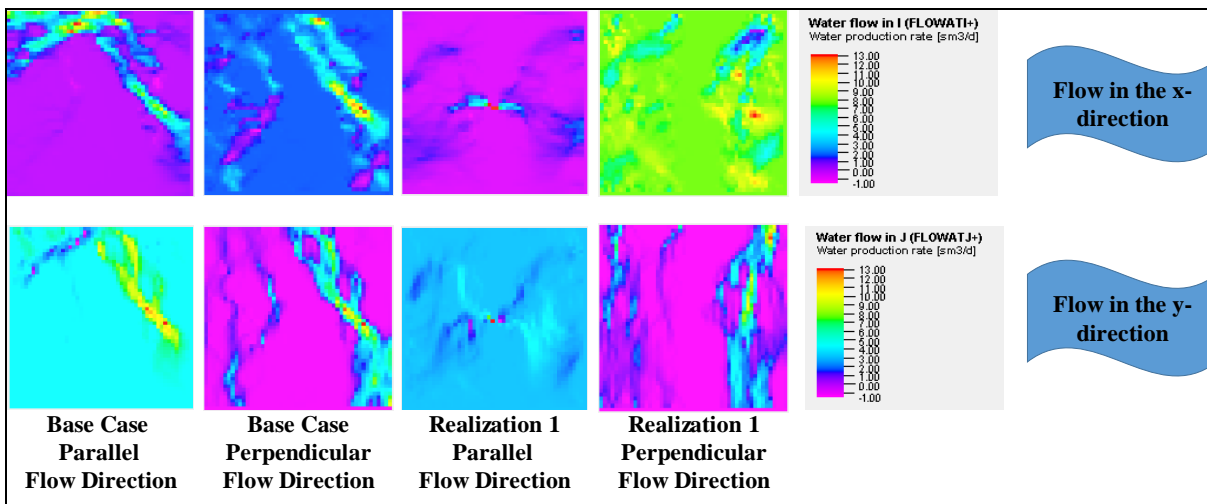 Water flow in I (FLOWATI+)
Water production rate [sm3/d]
13.00
12.00
11.00
10.00
9.00
8.00
7.00
6.00
5.00
4.00
3.00
2.00
1.00
0.00
-1.00
Flow in the x-
direction
Water flow in J (FLOWATJ+)
Water production rate [sm3/d]
13.00
12.00
11.00
10.00
9.00
8.00
7.00
6.00
5.00
4.00
3.00
2.00
1.00
0.00
-1.00
Flow in the y-
direction
Base Case
Parallel
Flow Direction
Base Case
Perpendicular
Flow Direction
Realization 1
Parallel
Flow Direction
Realization 1
Perpendicular
Flow Direction